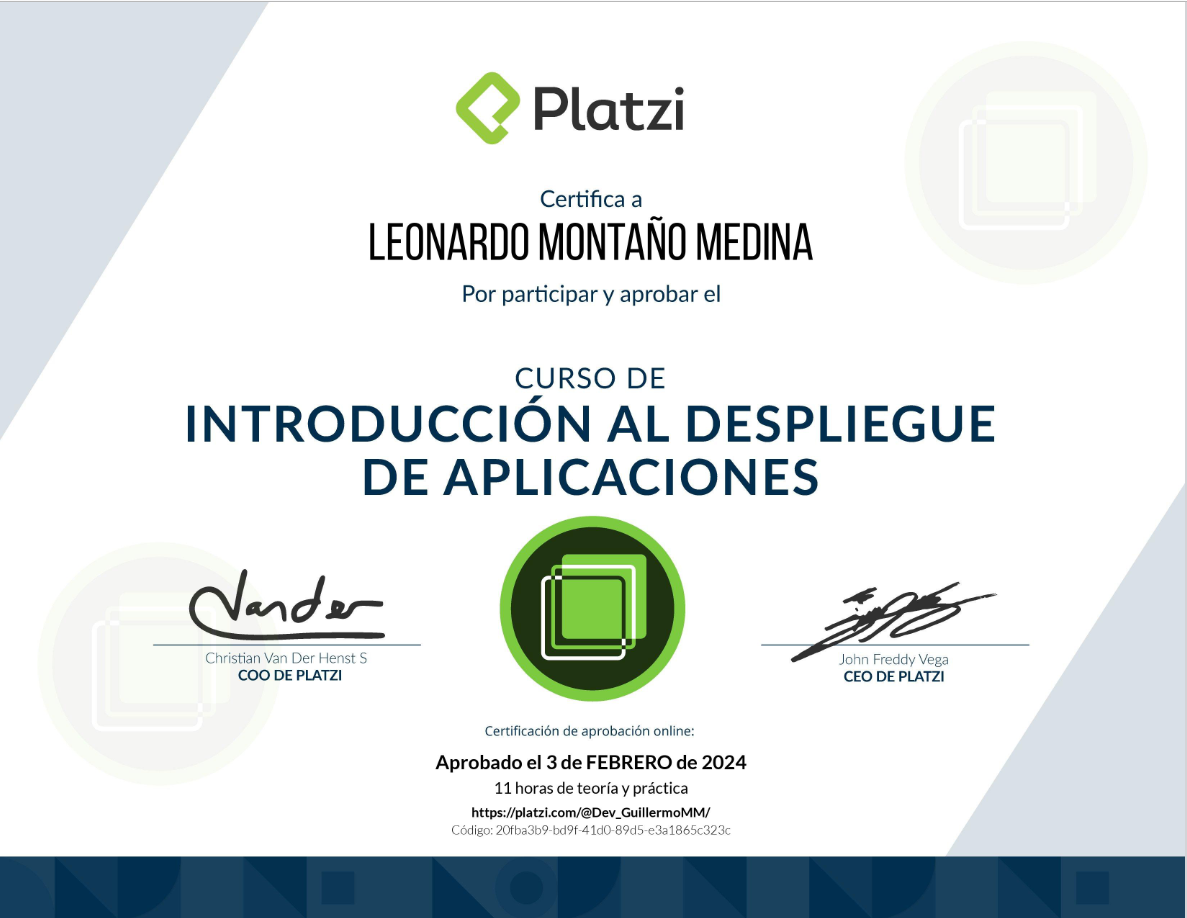 Platzi
Certifica a
LEONARDO MONTAÑO MEDINA
Por participar y aprobar el
CURSO DE
INTRODUCCIÓN AL DESPLIEGUE
DE APLICACIONES
Vander
Christian Van Der Henst S
COO DE PLATZI
John Freddy Vega
CEO DE PLATZI
Certificación de aprobación online:
Aprobado el 3 de FEBRERO de 2024
11 horas de teoría y práctica
https://platzi.com/@Dev_GuillermoMM/
Código: 20fba3b9-bd9f-41d0-89d5-e3a1865c323c